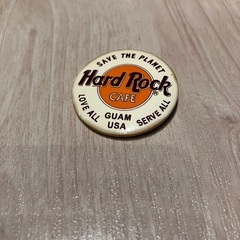 SAVE THE PLANET
Hard Rock
CAFE
®
LOVE ALL
GUAM
USA
SERVE ALL